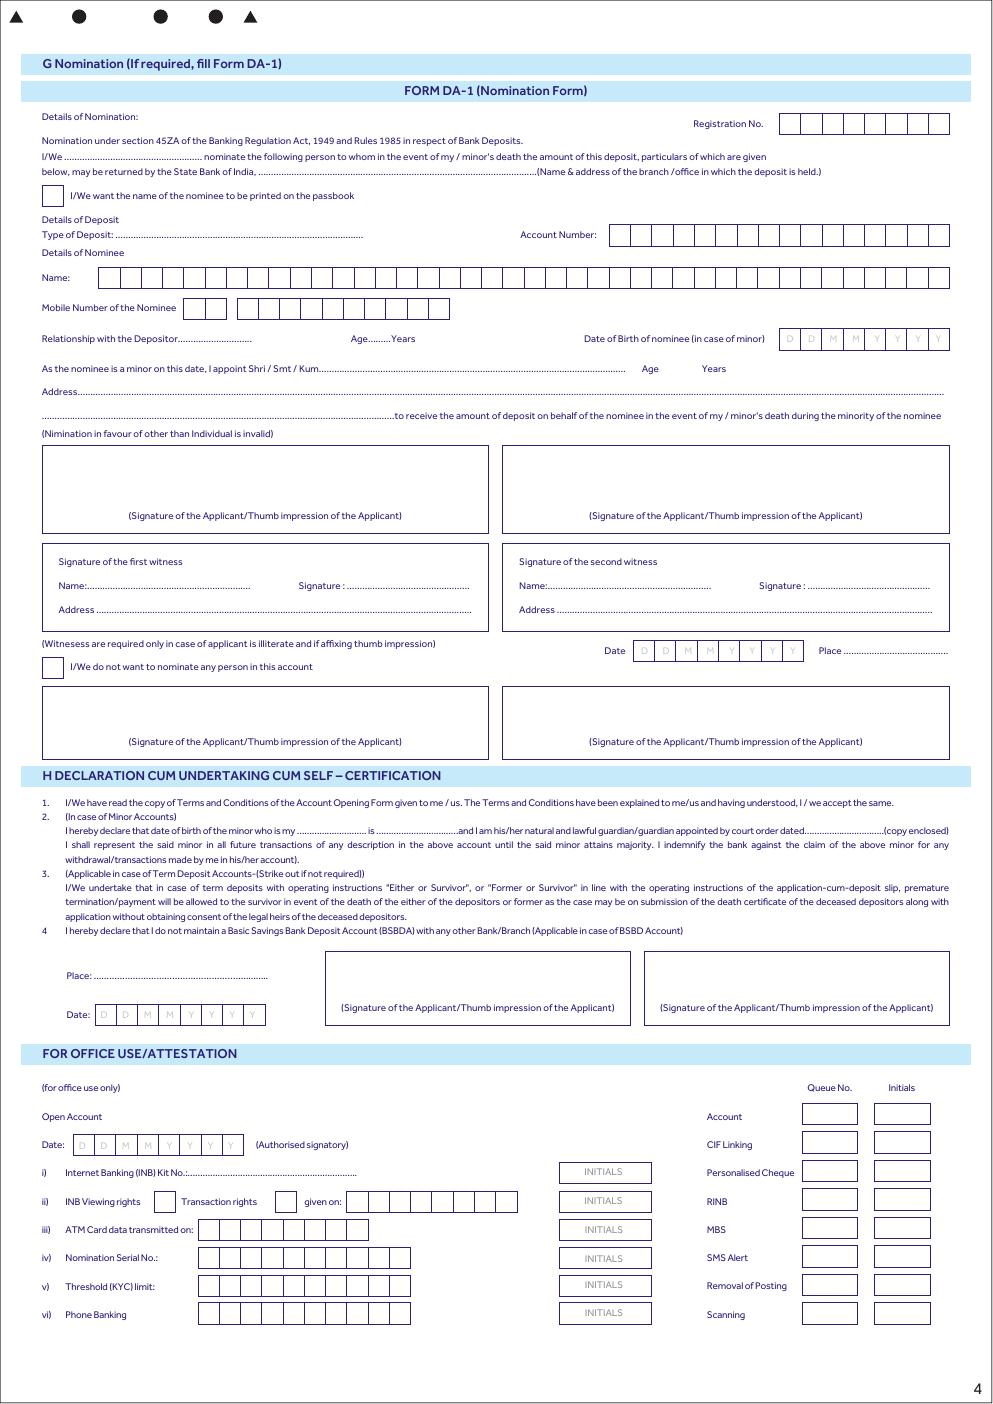 G Nomination (If required, fill Form DA-1)
FORM DA-1 (Nomination Form)
Details of Nomination:
Registration No.
Nomination under section 45ZA of the Banking Regulation Act, 1949 and Rules 1985 in respect of Bank Deposits.
I/We ................................................ nominate the following person to whom in the event of my / minor's death the amount of this deposit, particulars of which are given
below, may be returned by the State Bank of India, ................................................................................................(Name & address of the branch /office in which the deposit is held.)
I/We want the name of the nominee to be printed on the passbook
Details of Deposit
Type of Deposit: ......................................................................................
Account Number:
Details of Nominee
Name:
Mobile Number of the Nominee
Relationship with the Depositor.......................... Age.........Years Date of Birth of nominee (in case of minor) D D M M Y Y Y Y
As the nominee is a minor on this date, I appoint Shri / Smt / Kum.......................................................................................................... Age Years
Address..............................................................................................................................
..........................................................................................................................to receive the amount of deposit on behalf of the nominee in the event of my / minor's death during the minority of the nominee
(Nimination in favour of other than Individual is invalid)
(Signature of the Applicant/Thumb impression of the Applicant) (Signature of the Applicant/Thumb impression of the Applicant)
Signature of the first witness
Name:......................................................... Signature : ...........................................
Address ..................................................................................................................................
Signature of the second witness
Name:......................................................... Signature : ...........................................
Address ..................................................................................................................................
(Witnesess are required only in case of applicant is illiterate and if affixing thumb impression)
Date D D M M Y Y Y Y Place ....................................
I/We do not want to nominate any person in this account
(Signature of the Applicant/Thumb impression of the Applicant) (Signature of the Applicant/Thumb impression of the Applicant)
H DECLARATION CUM UNDERTAKING CUM SELF – CERTIFICATION
1. I/We have read the copy of Terms and Conditions of the Account Opening Form given to me / us. The Terms and Conditions have been explained to me/us and having understood, I / we accept the same.
2. (In case of Minor Accounts)
I hereby declare that date of birth of the minor who is my ........................ is ............................and I am his/her natural and lawful guardian/guardian appointed by court order dated...........................(copy enclosed)
I shall represent the said minor in all future transactions of any description in the above account until the said minor attains majority. I indemnify the bank against the claim of the above minor for any
withdrawal/transactions made by me in his/her account).
3. (Applicable in case of Term Deposit Accounts-(Strike out if not required))
I/We undertake that in case of term deposits with operating instructions "Either or Survivor", or "Former or Survivor" in line with the operating instructions of the application-cum-deposit slip, premature
termination/payment will be allowed to the survivor in event of the death of the either of the depositors or former as the case may be on submission of the death certificate of the deceased depositors along with
application without obtaining consent of the legal heirs of the deceased depositors.
4 I hereby declare that I do not maintain a Basic Savings Bank Deposit Account (BSBDA) with any other Bank/Branch (Applicable in case of BSBD Account)
Place: ............................................................
Date: D D M M Y Y Y Y
(Signature of the Applicant/Thumb impression of the Applicant) (Signature of the Applicant/Thumb impression of the Applicant)
FOR OFFICE USE/ATTESTATION
(for office use only) Queue No. Initials
Open Account Account
Date: D D M M Y Y Y Y (Authorised signatory) CIF Linking
i) Internet Banking (INB) Kit No.:.......................................................... INITIALS Personalised Cheque
ii) INB Viewing rights Transaction rights given on: INITIALS RINB
iii) ATM Card data transmitted on: INITIALS MBS
iv) Nomination Serial No.: INITIALS SMS Alert
v) Threshold (KYC) limit: INITIALS Removal of Posting
vi) Phone Banking INITIALS Scanning
4